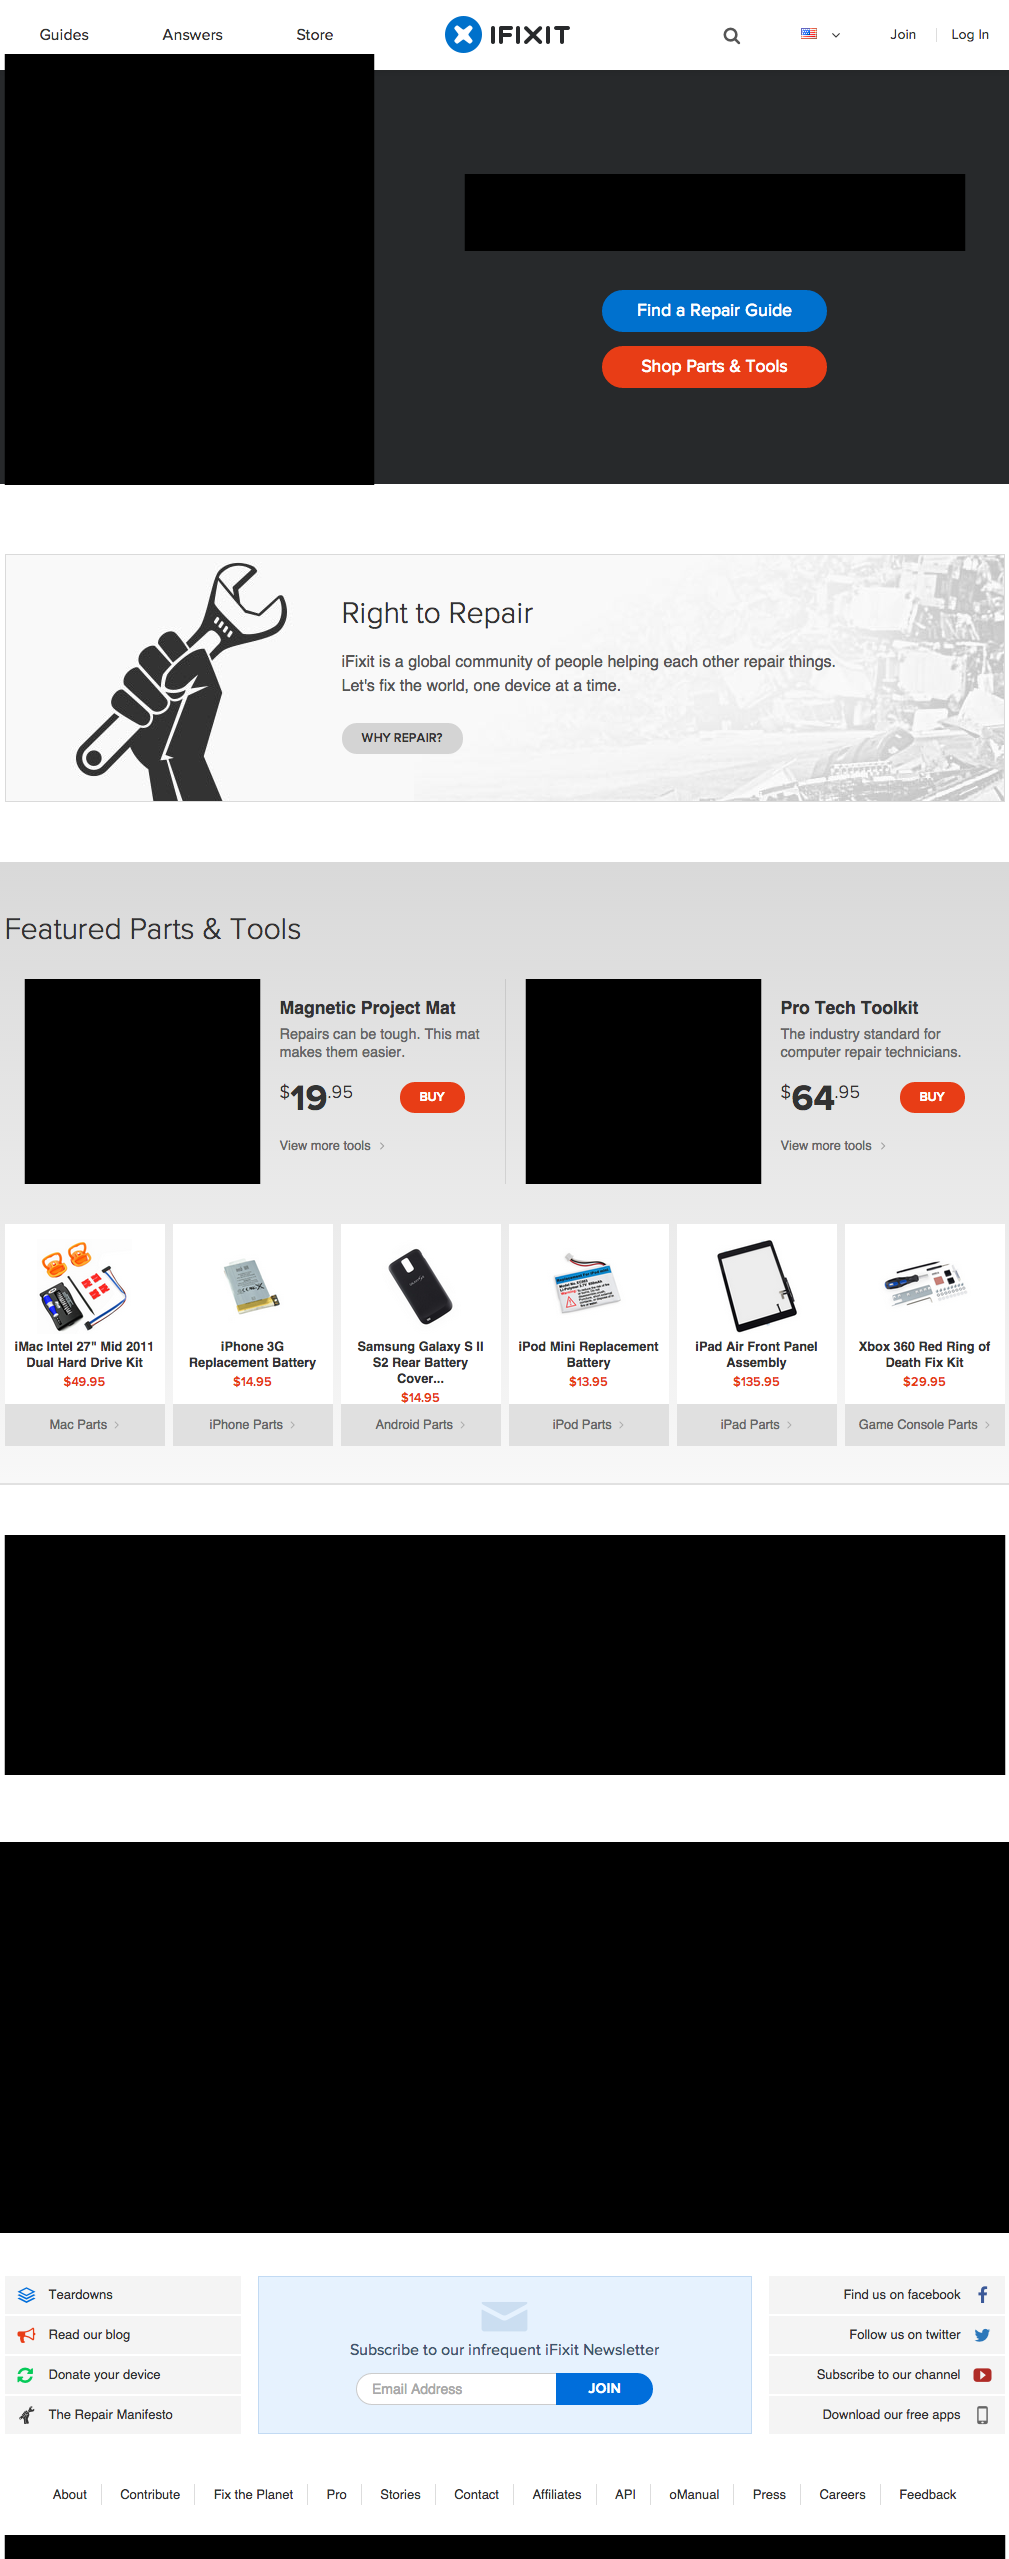 Guides
Answers
Store
IFIXIT
Join
Log In
Find a Repair Guide
Shop Parts & Tools
Right to Repair
iFixit is a global community of people helping each other repair things.
Let's fix the world, one device at a time.
WHY REPAIR?
Featured Parts & Tools
Magnetic Project Mat
Repairs can be tough. This mat
makes them easier.
$19.95
BUY
View more tools
Pro Tech Toolkit
The industry standard for
computer repair technicians.
$64.95
BUY
View more tools
iMac Intel 27" Mid 2011
Dual Hard Drive Kit
$49.95
Mac Parts
iPhone 3G
Replacement Battery
$14.95
iPhone Parts
Samsung Galaxy S II
S2 Rear Battery
Cover...
$14.95
Android Parts
iPod Mini Replacement
Battery
$13.95
iPod Parts
iPad Air Front Panel
Assembly
$135.95
iPad Parts
Xbox 360 Red Ring of
Death Fix Kit
$29.95
Game Console Parts
Teardowns
Read our blog
Donate your device
The Repair Manifesto
Subscribe to our infrequent iFixit Newsletter
Email Address
JOIN
Find us on facebook
Follow us on twitter
Subscribe to our channel
Download our free apps
About
Contribute
Fix the Planet
Pro
Stories
Contact
Affiliates
API
oManual
Press
Careers
Feedback